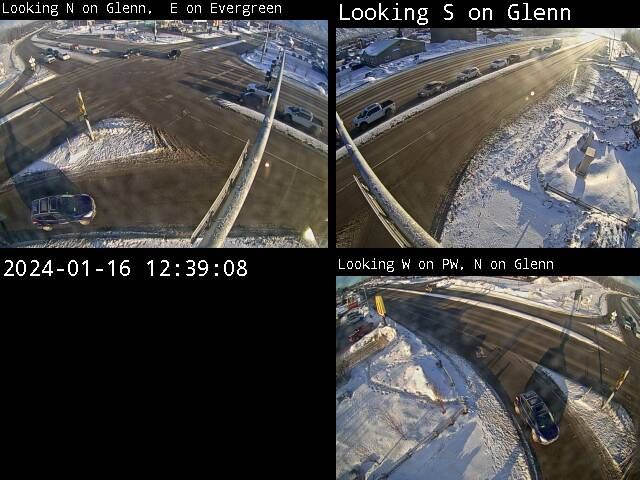 Looking N on Glenn,  E on Evergreen
Looking S on Glenn
2024-01-16 12:39:08
Looking W on PW, N on Glenn